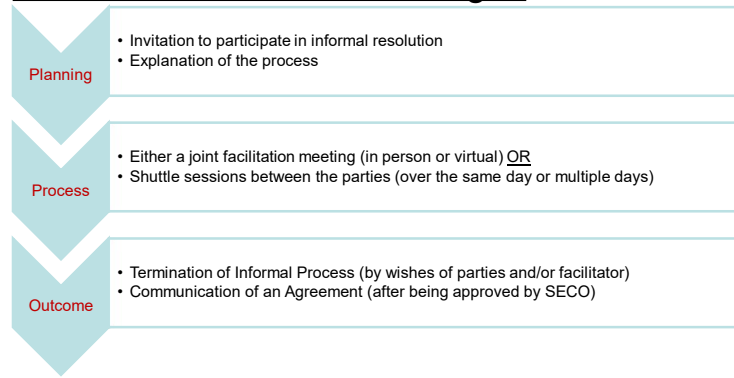 Planning
• Invitation to participate in informal resolution
• Explanation of the process
Process
• Either a joint facilitation meeting (in person or virtual) OR
• Shuttle sessions between the parties (over the same day or multiple days)
Outcome
• Termination of Informal Process (by wishes of parties and/or facilitator)
• Communication of an Agreement (after being approved by SECO)